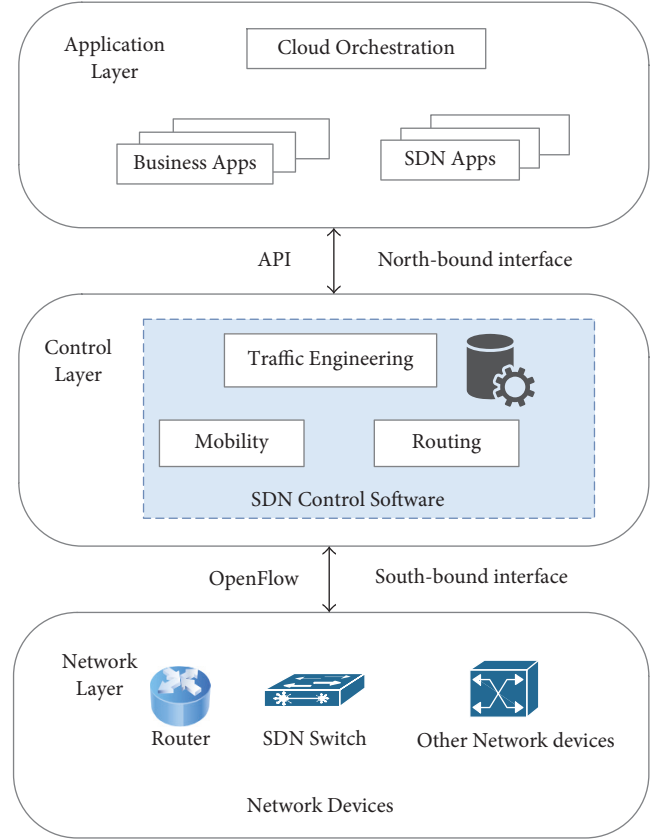 Application
Layer
Cloud Orchestration
Business Apps
SDN Apps
API
North-bound interface
Control
Layer
Traffic Engineering
Mobility
Routing
SDN Control Software
OpenFlow
South-bound interface
Network
Layer
Router
SDN Switch
Other Network devices
Network Devices